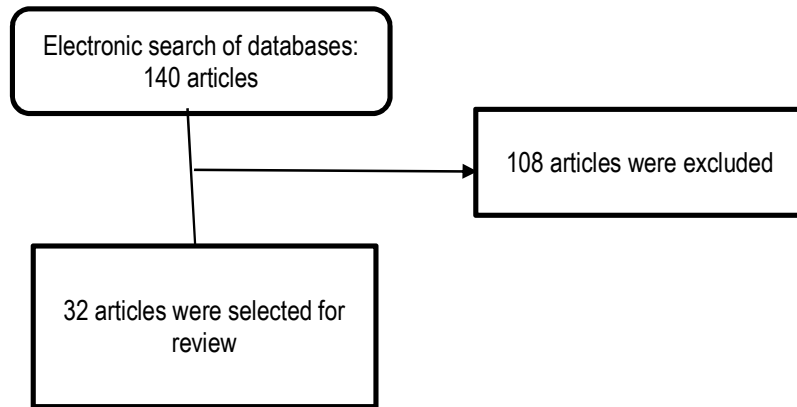 Electronic search of databases:
140 articles
108 articles were excluded
32 articles were selected for
review